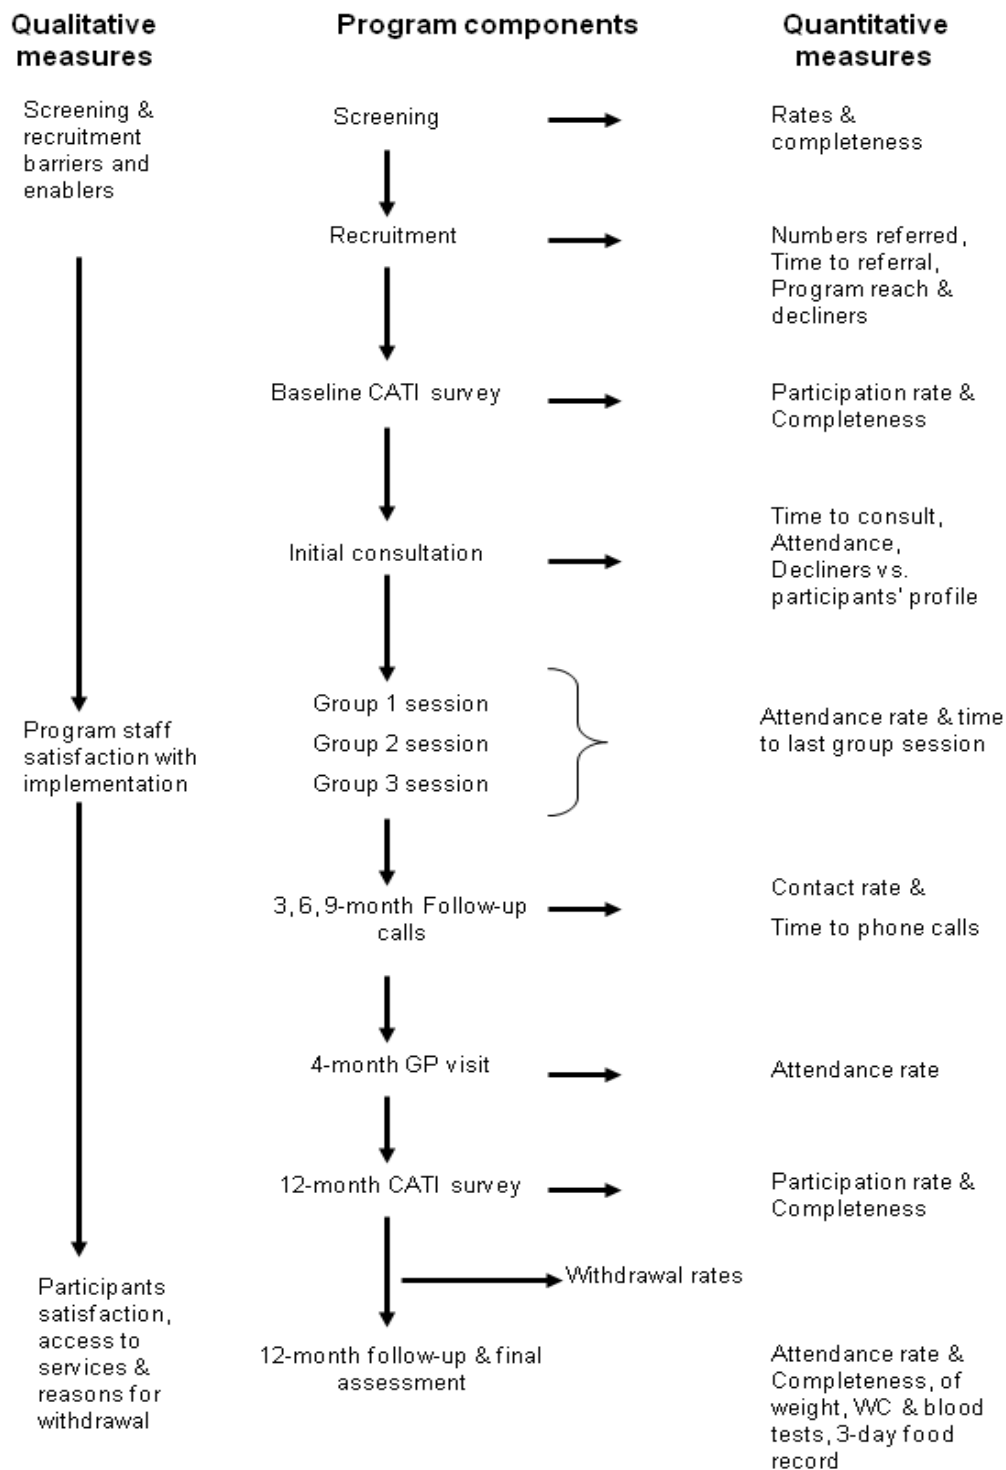 Qualitative
measures
Program components
Quantitative
measures
Screening &
recruitment
barriers and
enablers
Screening
Rates &
completeness
Recruitment
Numbers referred,
Time to referral,
Program reach &
decliners
Baseline CATI survey
Participation rate &
Completeness
Initial consultation
Time to consult,
Attendance,
Decliners vs.
participants' profile
Program staff
satisfaction with
implementation
Group 1 session
Group 2 session
Group 3 session
Attendance rate & time
to last group session
3, 6, 9-month Follow-up
calls
Contact rate &
Time to phone calls
4-month GP visit
Attendance rate
12-month CATI survey
Participation rate &
Completeness
Withdrawal rates
Participants
satisfaction,
access to
services &
reasons for
withdrawal
12-month follow-up & final
assessment
Attendance rate &
Completeness, of
weight, WC & blood
tests, 3-day food
record